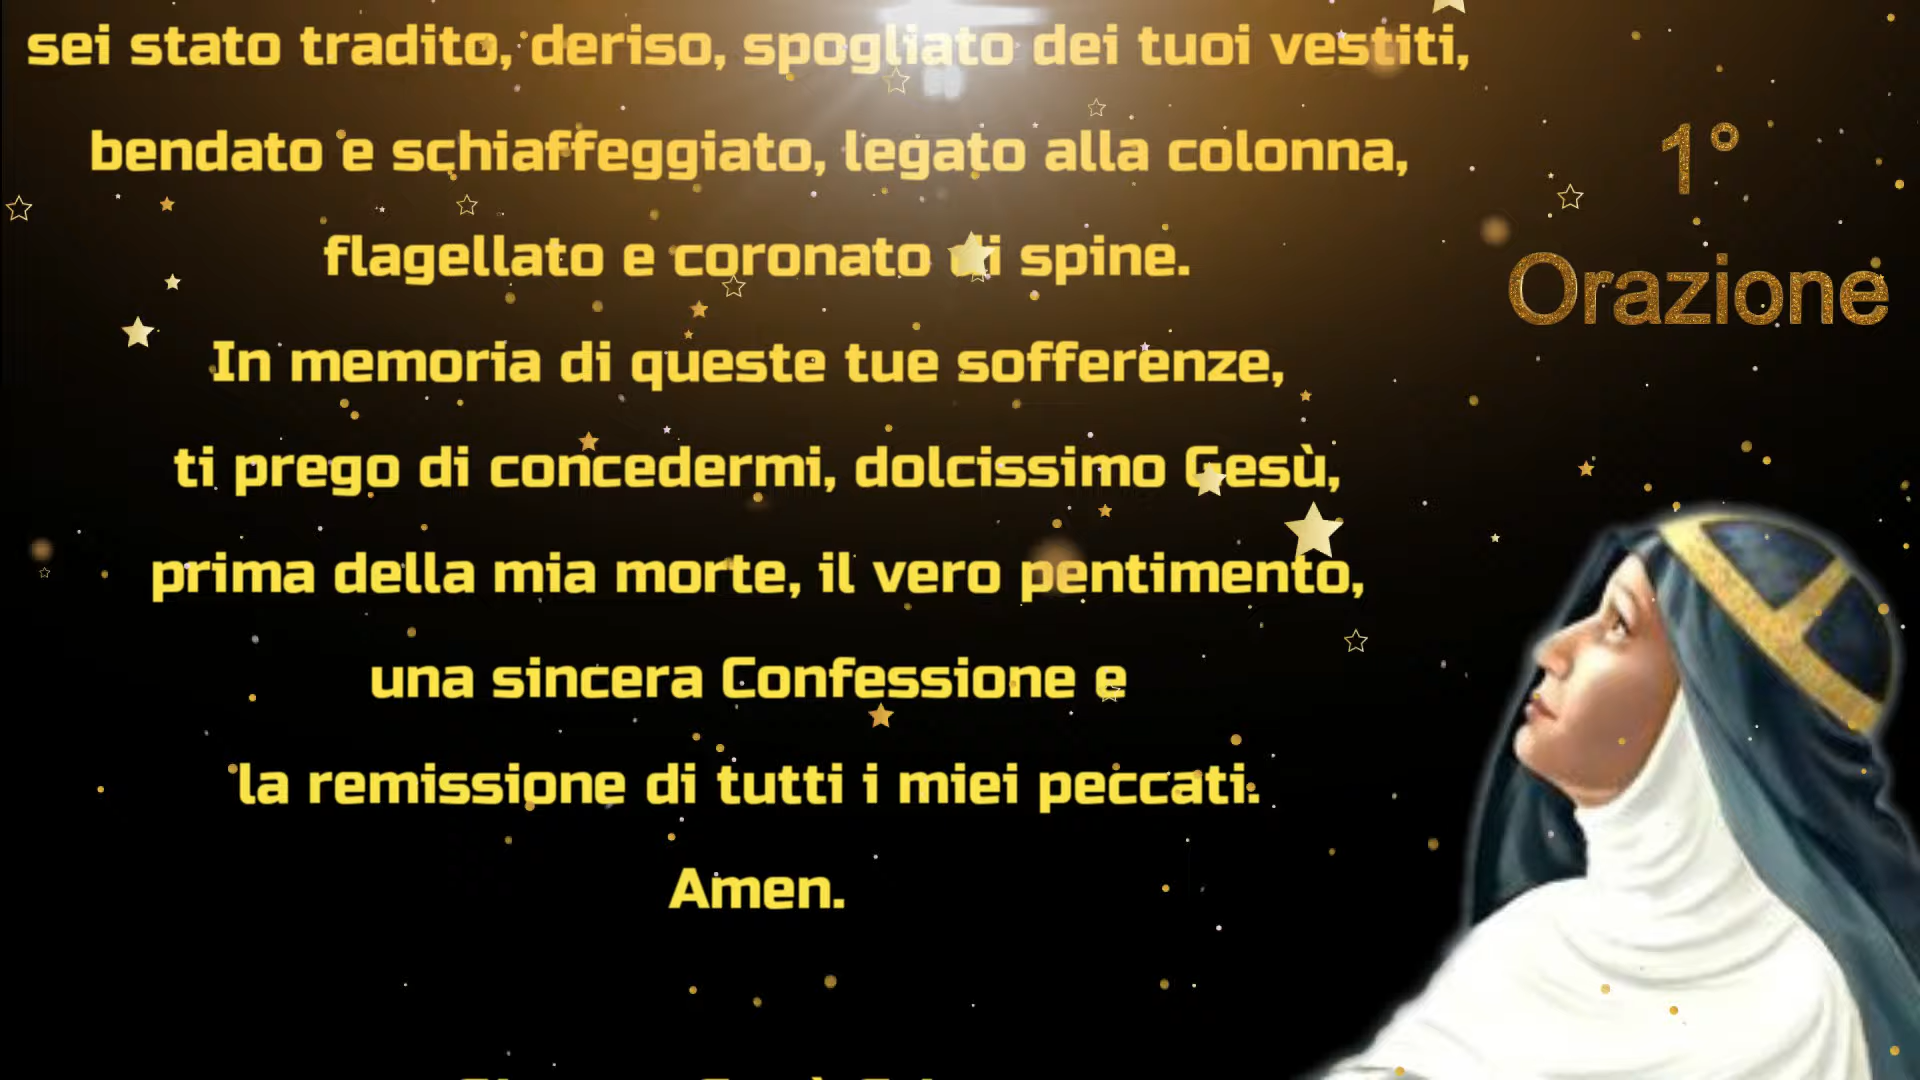 sei stato tradito, deriso, spogliato dei tuoi vestiti,
bendato e schiaffeggiato, legato alla colonna,
flagellato e coronato di spine.
In memoria di queste tue sofferenze,
ti prego di concedermi, dolcissimo Gesù,
prima della mia morte, il vero pentimento,
una sincera Confessione e
la remissione di tutti i miei peccati.
Amen.
1°
Orazione